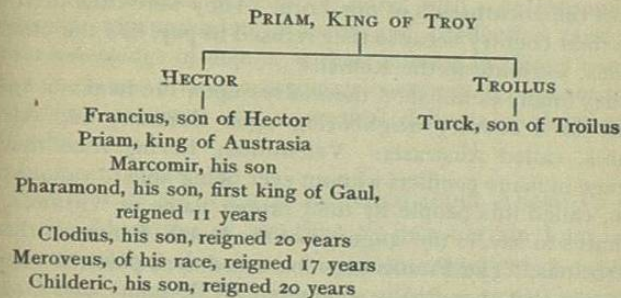 PRIAM, KING OF TROY
HECTOR TROILUS
Francius, son of Hector Turck, son of Troilus
Priam, king of Austrasia
Marcomir, his son
Pharamond, his son, first king of Gaul,
reigned 11 years
Clodius, his son, reigned 20 years
Meroveus, of his race, reigned 17 years
Childeric, his son, reigned 20 years